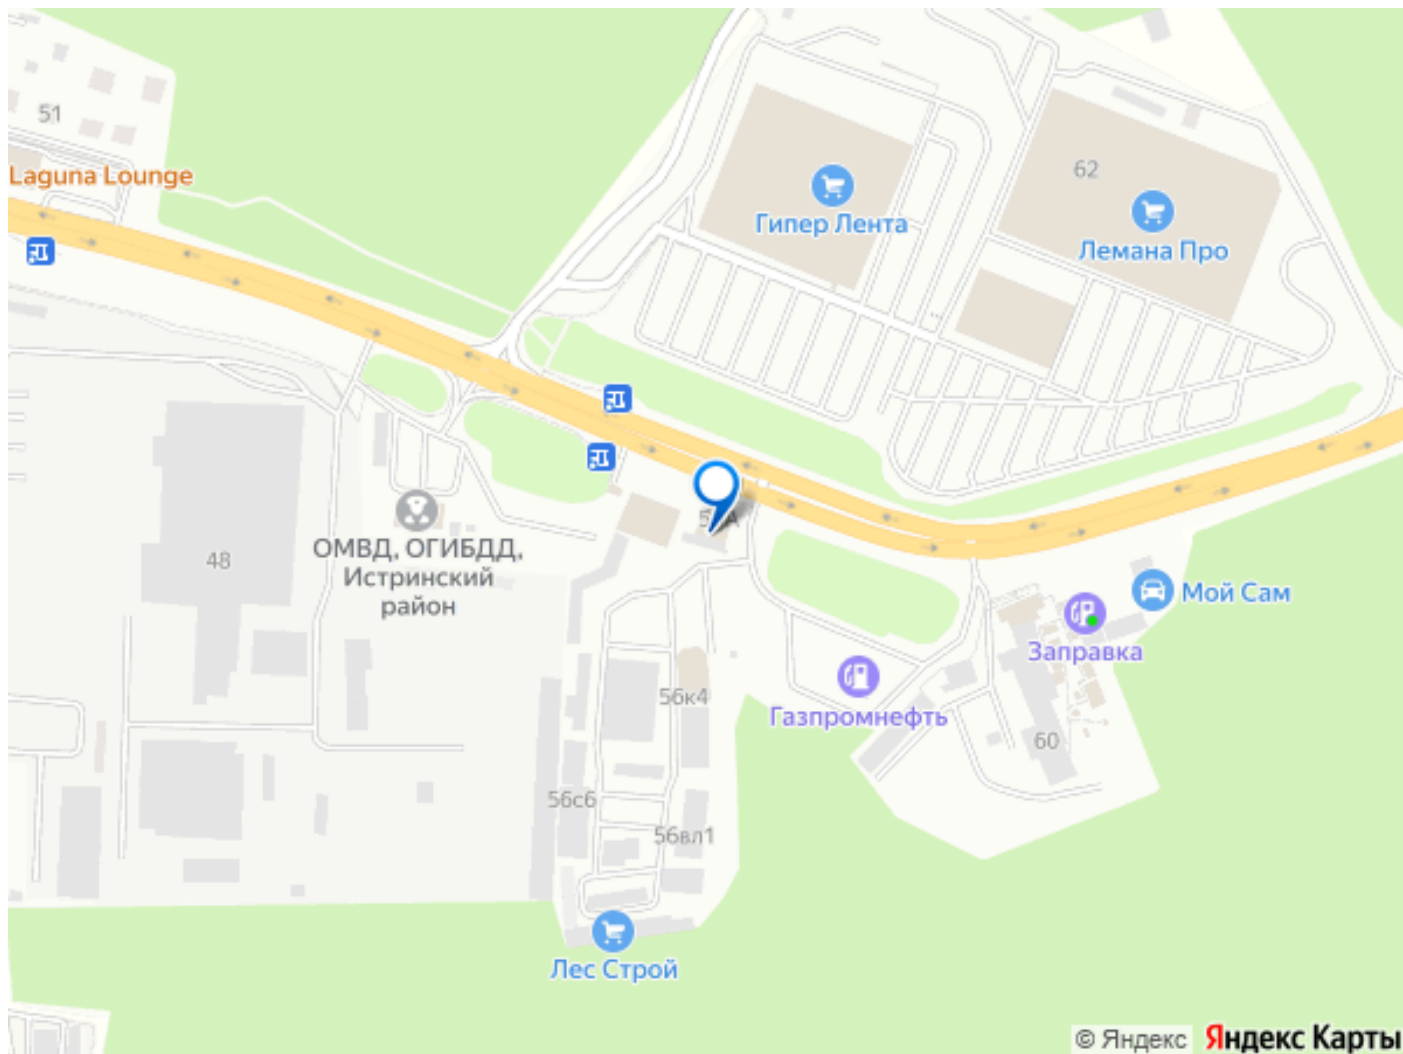 51
Laguna Lounge
62
Гипер Лента
Лемана Про
48
ОМВД, ОГИБДД,
Истринский
район
Мой Сам
Заправка
56к4
Газпромнефть
60
56с6
56вл1
Лес Строй
© Яндекс Яндекс Карты